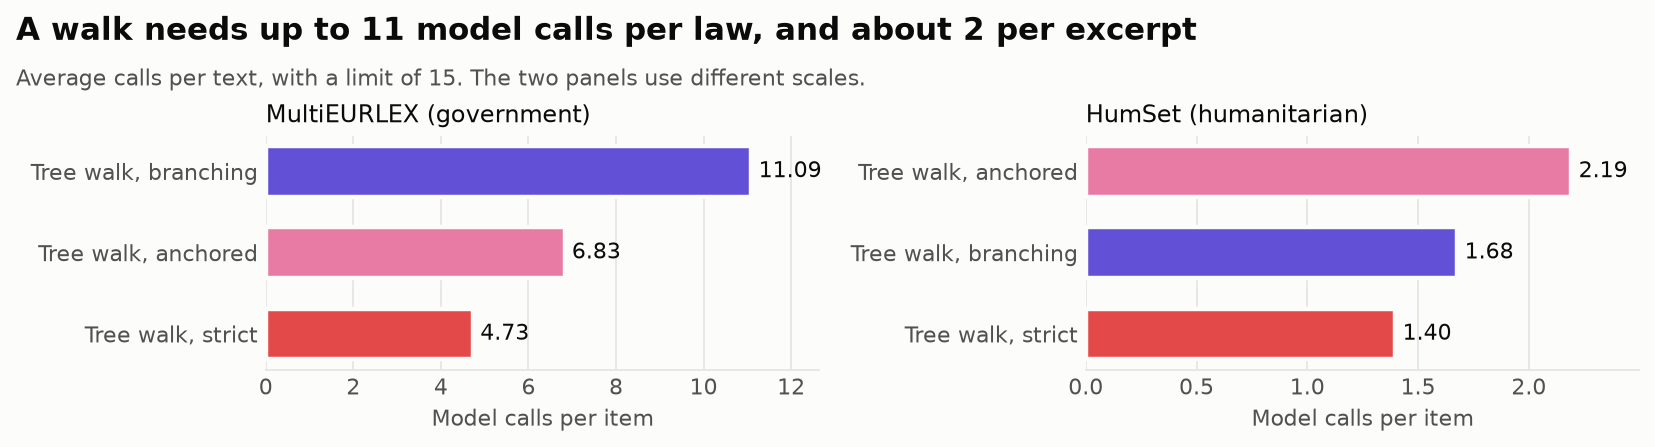 A walk needs up to 11 model calls per law, and about 2 per excerpt
Average calls per text, with a limit of 15. The two panels use different scales.
MultiEURLEX (government)
Tree walk, branching
11.09
Tree walk, anchored
6.83
Tree walk, strict
4.73
0 2 4 6 8 10 12
Model calls per item
HumSet (humanitarian)
Tree walk, anchored
2.19
Tree walk, branching
1.68
Tree walk, strict
1.40
0.0 0.5 1.0 1.5 2.0
Model calls per item